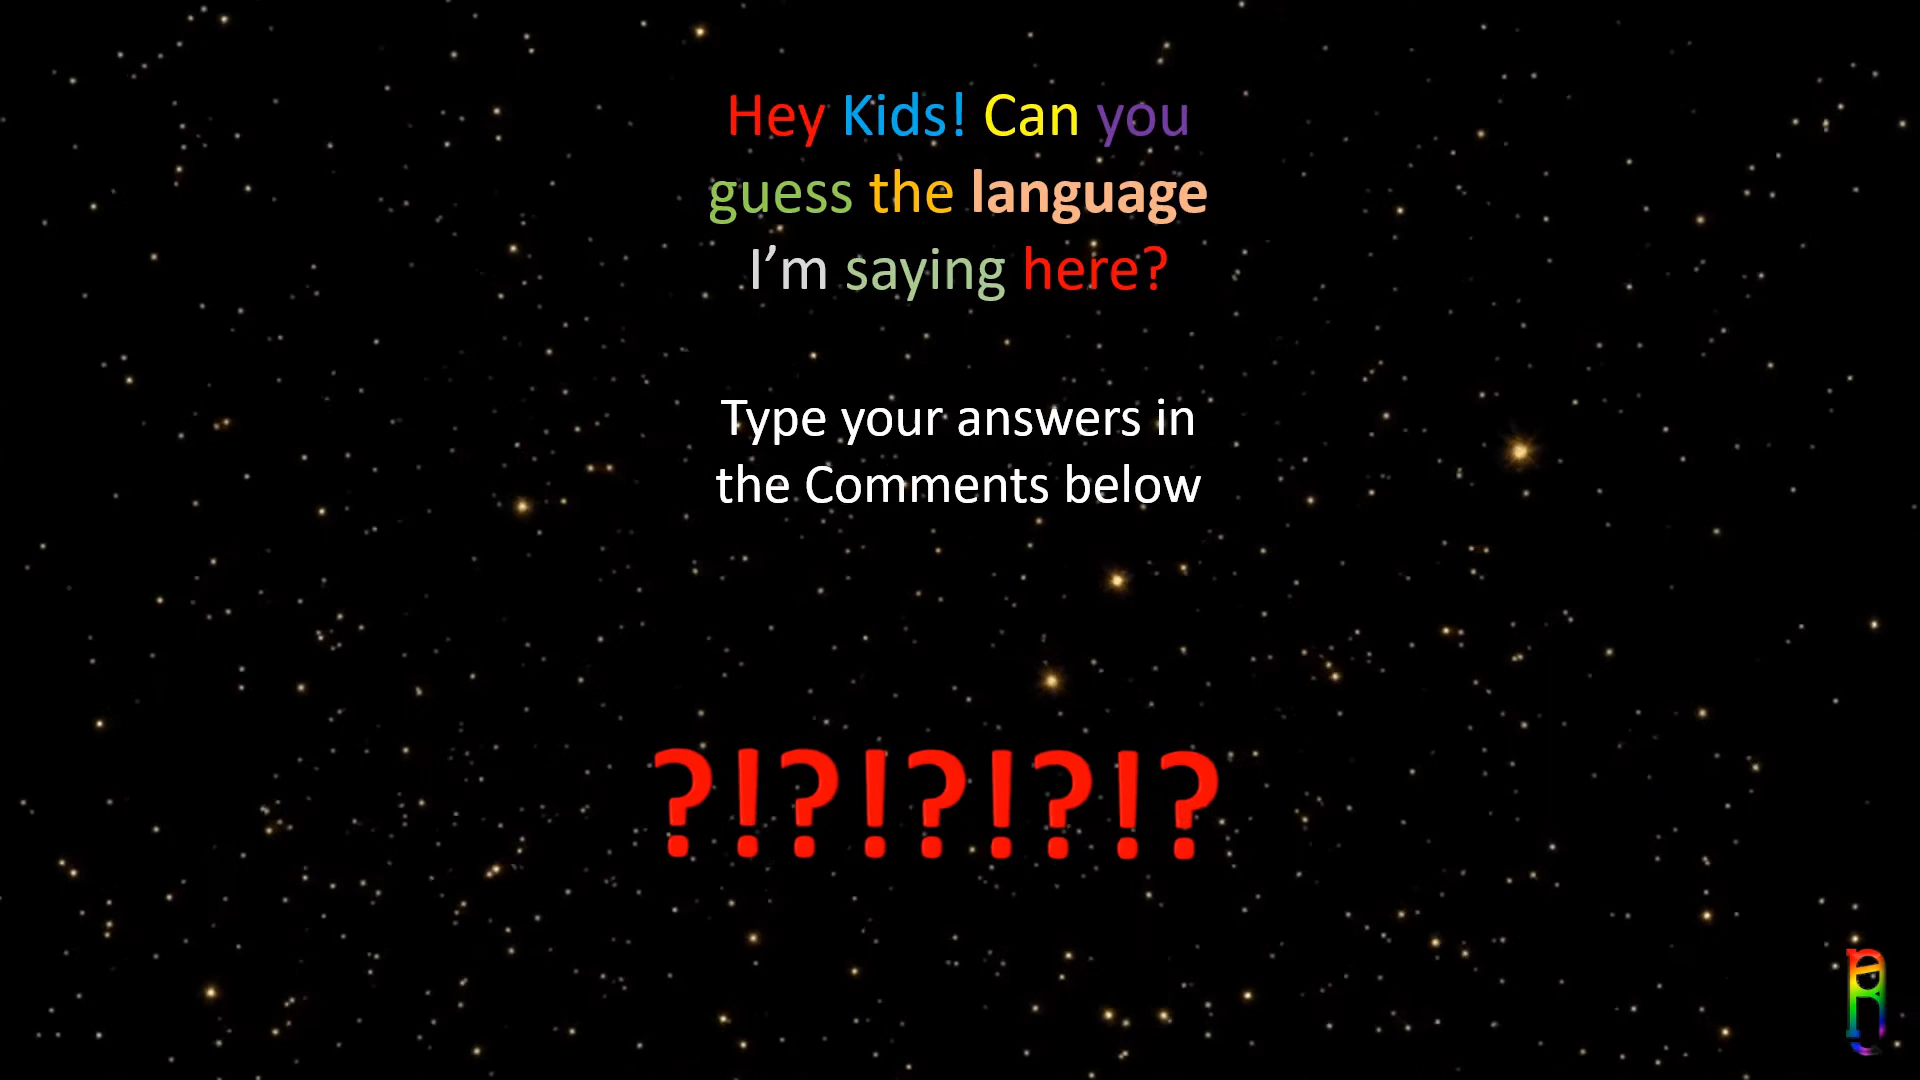 Hey Kids! Can you
guess the language
I’m saying here?
Type your answers in
the Comments below
?!?!?!?!?